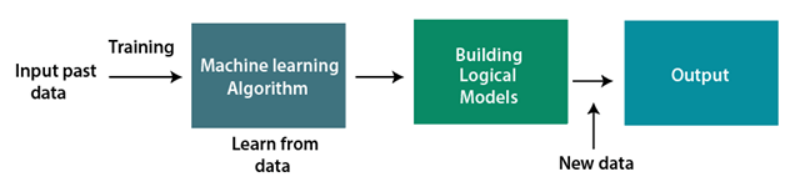 Training
Input past
data
Machine learning
Algorithm
Learn from
data
Building
Logical
Models
New data
Output